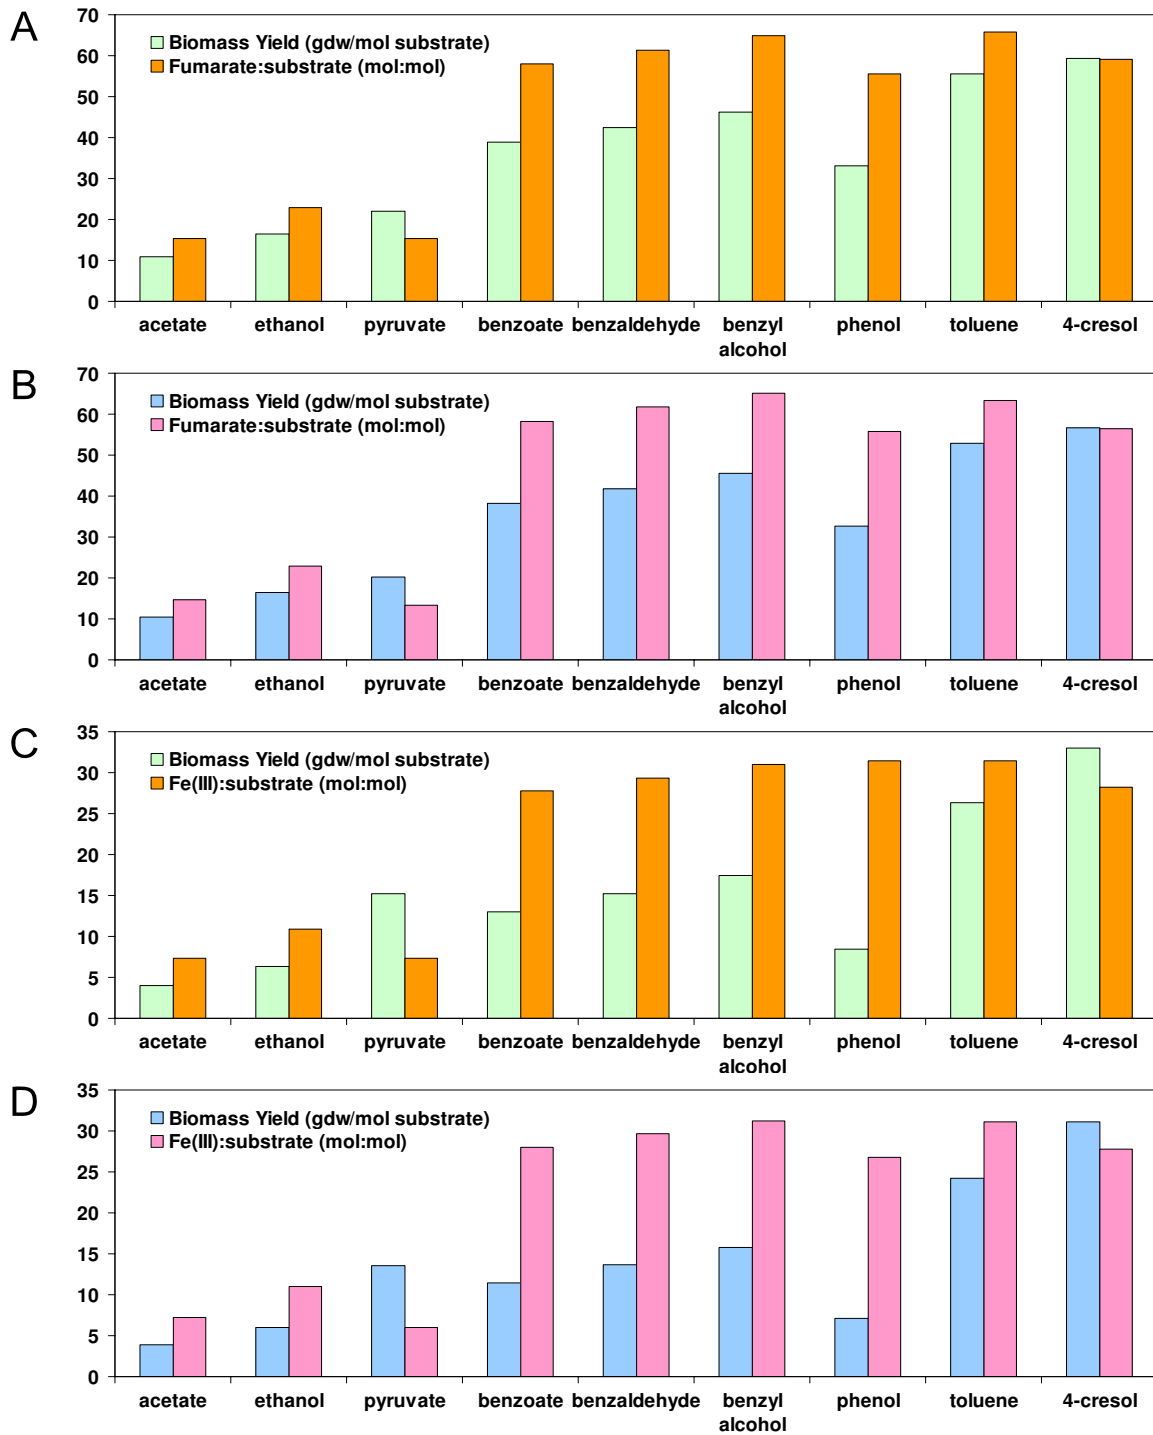 A
70
60
50
40
30
20
10
0
Biomass Yield (gdw/mol substrate)
Fumarate:substrate (mol:mol)
acetate ethanol pyruvate benzoate benzaldehyde benzyl alcohol phenol toluene 4-cresol
B
70
60
50
40
30
20
10
0
Biomass Yield (gdw/mol substrate)
Fumarate:substrate (mol:mol)
acetate ethanol pyruvate benzoate benzaldehyde benzyl alcohol phenol toluene 4-cresol
C
35
30
25
20
15
10
5
0
Biomass Yield (gdw/mol substrate)
Fe(III):substrate (mol:mol)
acetate ethanol pyruvate benzoate benzaldehyde benzyl alcohol phenol toluene 4-cresol
D
35
30
25
20
15
10
5
0
Biomass Yield (gdw/mol substrate)
Fe(III):substrate (mol:mol)
acetate ethanol pyruvate benzoate benzaldehyde benzyl alcohol phenol toluene 4-cresol